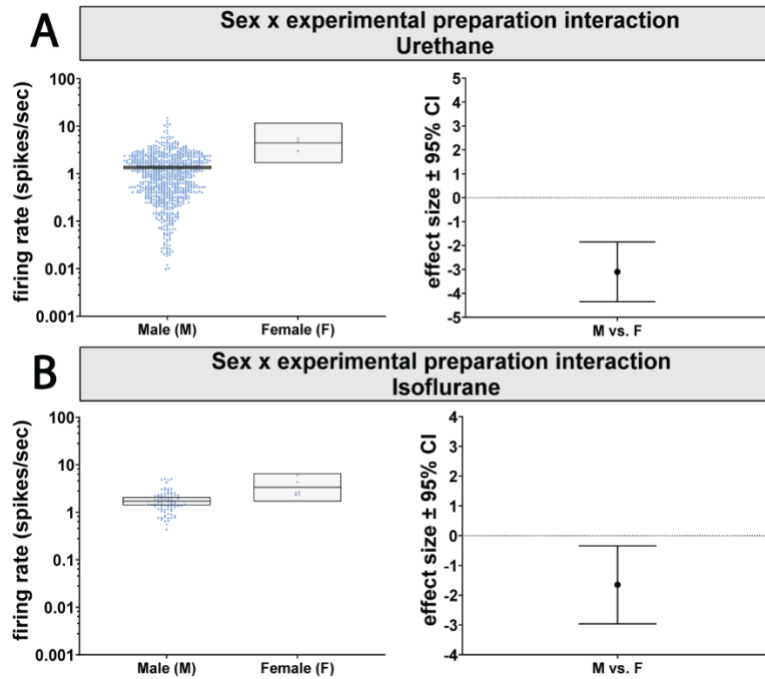 A
Sex x experimental preparation interaction
Urethane
firing rate (spikes/sec)
100
10
1
0.1
0.01
0.001
Male (M)
Female (F)
effect size ± 95% CI
5
4
3
2
1
0
-1
-2
-3
-4
-5
M vs. F
B
Sex x experimental preparation interaction
Isoflurane
firing rate (spikes/sec)
100
10
1
0.1
0.01
0.001
Male (M)
Female (F)
effect size ± 95% CI
4
3
2
1
0
-1
-2
-3
-4
M vs. F